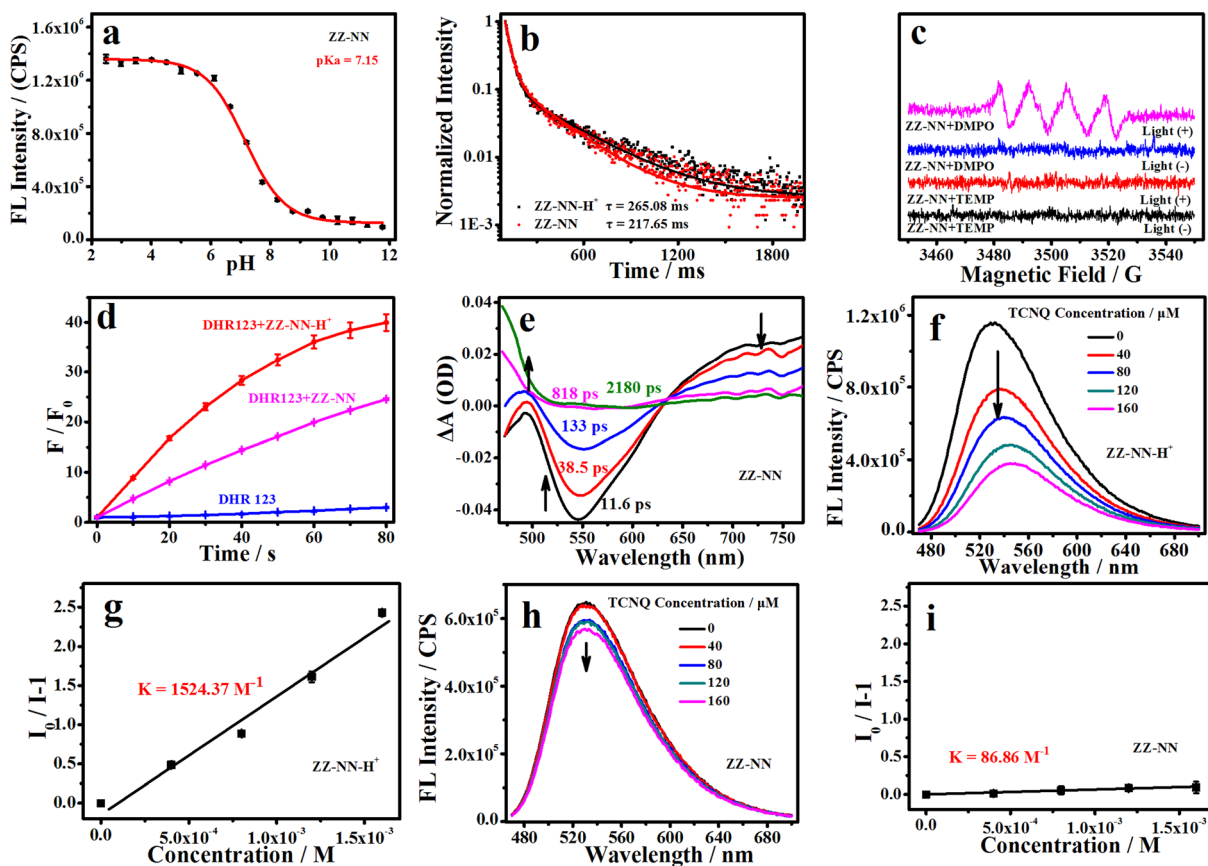 a
ZZ-NN
pKa = 7.15
FL Intensity / (CPS)
1.6x10⁶
1.2x10⁶
8.0x10⁵
4.0x10⁵
0.0
2 4 6 8 10 12
pH
b
Normalized Intensity
1
0.1
0.01
1E-3
ZZ-NN-H⁺ τ = 265.08 ms
ZZ-NN τ = 217.65 ms
600 1200 1800
Time / ms
c
ZZ-NN+DMPO Light (+)
ZZ-NN+DMPO Light (-)
ZZ-NN+TEMP Light (+)
ZZ-NN+TEMP Light (-)
3460 3480 3500 3520 3540
Magnetic Field / G
d
F / F₀
40
30
20
10
0
DHR123+ZZ-NN-H⁺
DHR123+ZZ-NN
DHR 123
0 20 40 60 80
Time / s
e
ΔA (OD)
0.04
0.02
0.00
-0.02
-0.04
818 ps
2180 ps
133 ps
38.5 ps
11.6 ps
ZZ-NN
500 550 600 650 700 750
Wavelength (nm)
f
FL Intensity / CPS
1.2x10⁶
8.0x10⁵
4.0x10⁵
0.0
TCNQ Concentration / μM
0
40
80
120
160
ZZ-NN-H⁺
480 520 560 600 640 680
Wavelength / nm
g
I₀ / I-1
2.5
2.0
1.5
1.0
0.5
0.0
K = 1524.37 M⁻¹
ZZ-NN-H⁺
0.0 5.0x10⁻⁴ 1.0x10⁻³ 1.5x10⁻³
Concentration / M
h
FL Intensity / CPS
6.0x10⁵
4.0x10⁵
2.0x10⁵
0.0
TCNQ Concentration / μM
0
40
80
120
160
ZZ-NN
480 520 560 600 640 680
Wavelength / nm
i
I₀ / I-1
2.5
2.0
1.5
1.0
0.5
0.0
K = 86.86 M⁻¹
ZZ-NN
0.0 5.0x10⁻⁴ 1.0x10⁻³ 1.5x10⁻³
Concentration / M